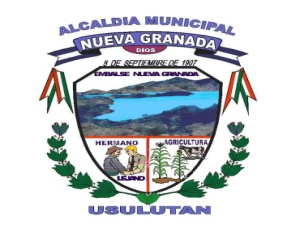 ALCALDIA MUNICIPAL
NUEVA GRANADA
DIOS
8 DE SEPTIEMBRE DE 1907
EMBALSE NUEVA GRANADA
HERMANO
LEJANO
AGRICULTURA
USULUTAN